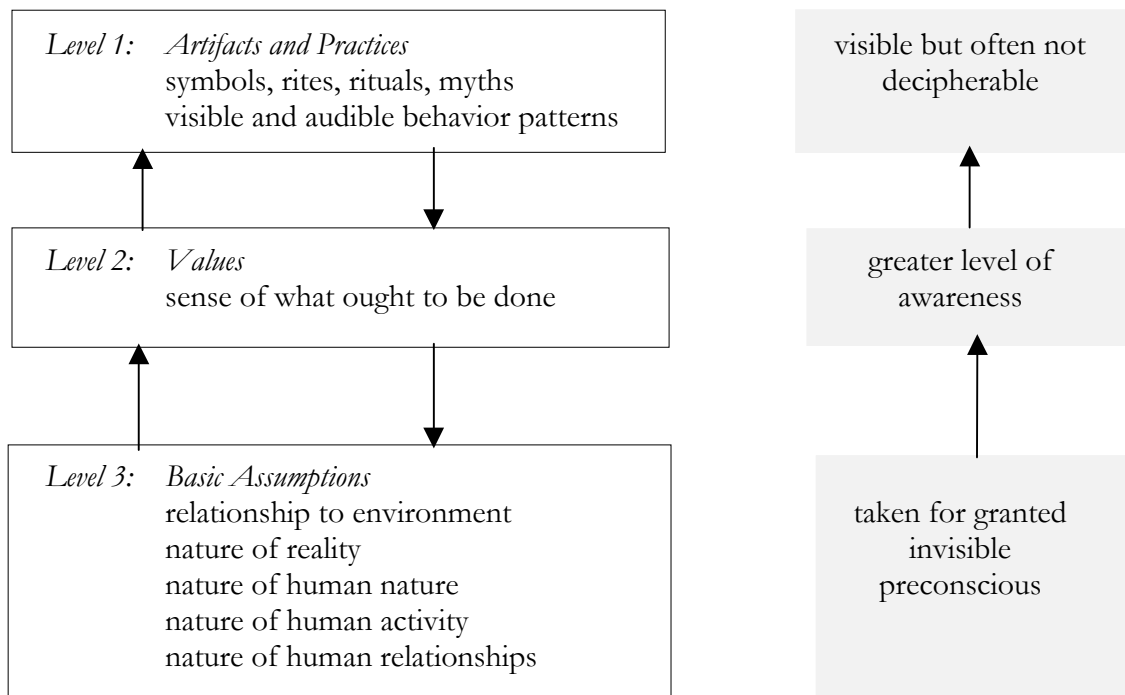 Level 1: Artifacts and Practices
symbols, rites, rituals, myths
visible and audible behavior patterns
visible but often not
decipherable
Level 2: Values
sense of what ought to be done
greater level of
awareness
Level 3: Basic Assumptions
relationship to environment
nature of reality
nature of human nature
nature of human activity
nature of human relationships
taken for granted
invisible
preconscious